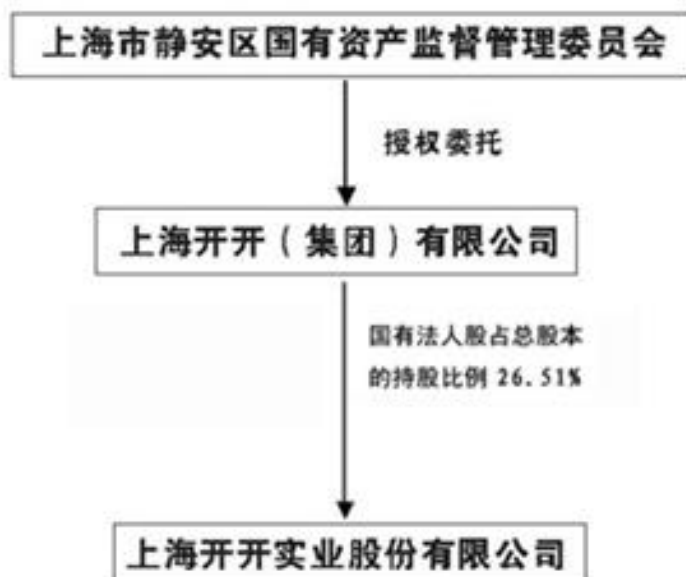 上海市静安区国有资产监督管理委员会
授权委托
上海开开（集团）有限公司
国有法人股占总股本
的持股比例 26.51%
上海开开实业股份有限公司